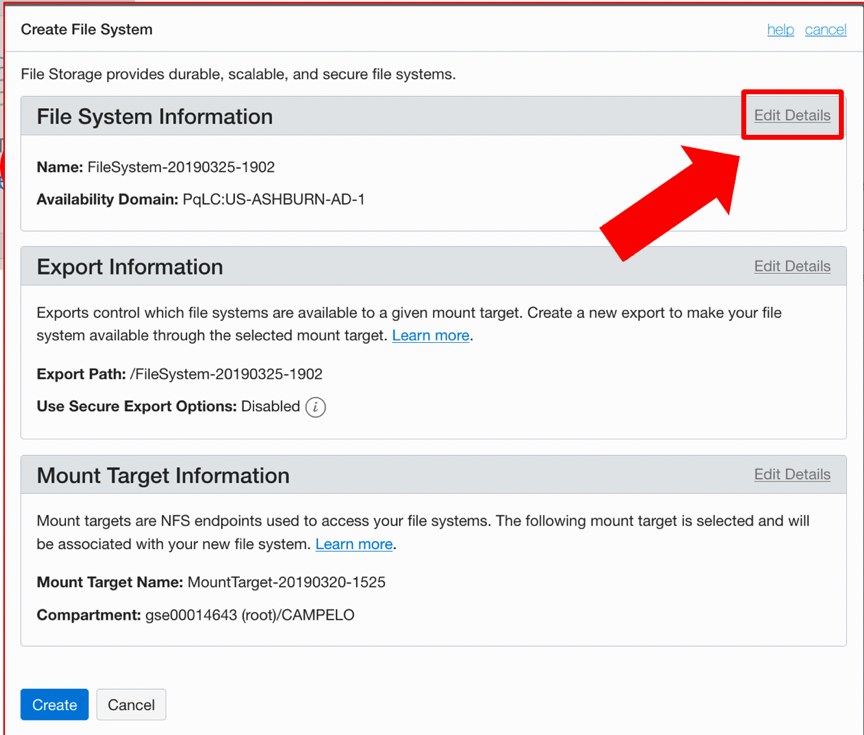 Create File System
help cancel
File Storage provides durable, scalable, and secure file systems.
File System Information
Edit Details
Name: FileSystem-20190325-1902
Availability Domain: PqLC:US-ASHBURN-AD-1
Export Information
Edit Details
Exports control which file systems are available to a given mount target. Create a new export to make your file
system available through the selected mount target. Learn more.
Export Path: /FileSystem-20190325-1902
Use Secure Export Options: Disabled i
Mount Target Information
Edit Details
Mount targets are NFS endpoints used to access your file systems. The following mount target is selected and will
be associated with your new file system. Learn more.
Mount Target Name: MountTarget-20190320-1525
Compartment: gse00014643 (root)/CAMPELO
Create
Cancel